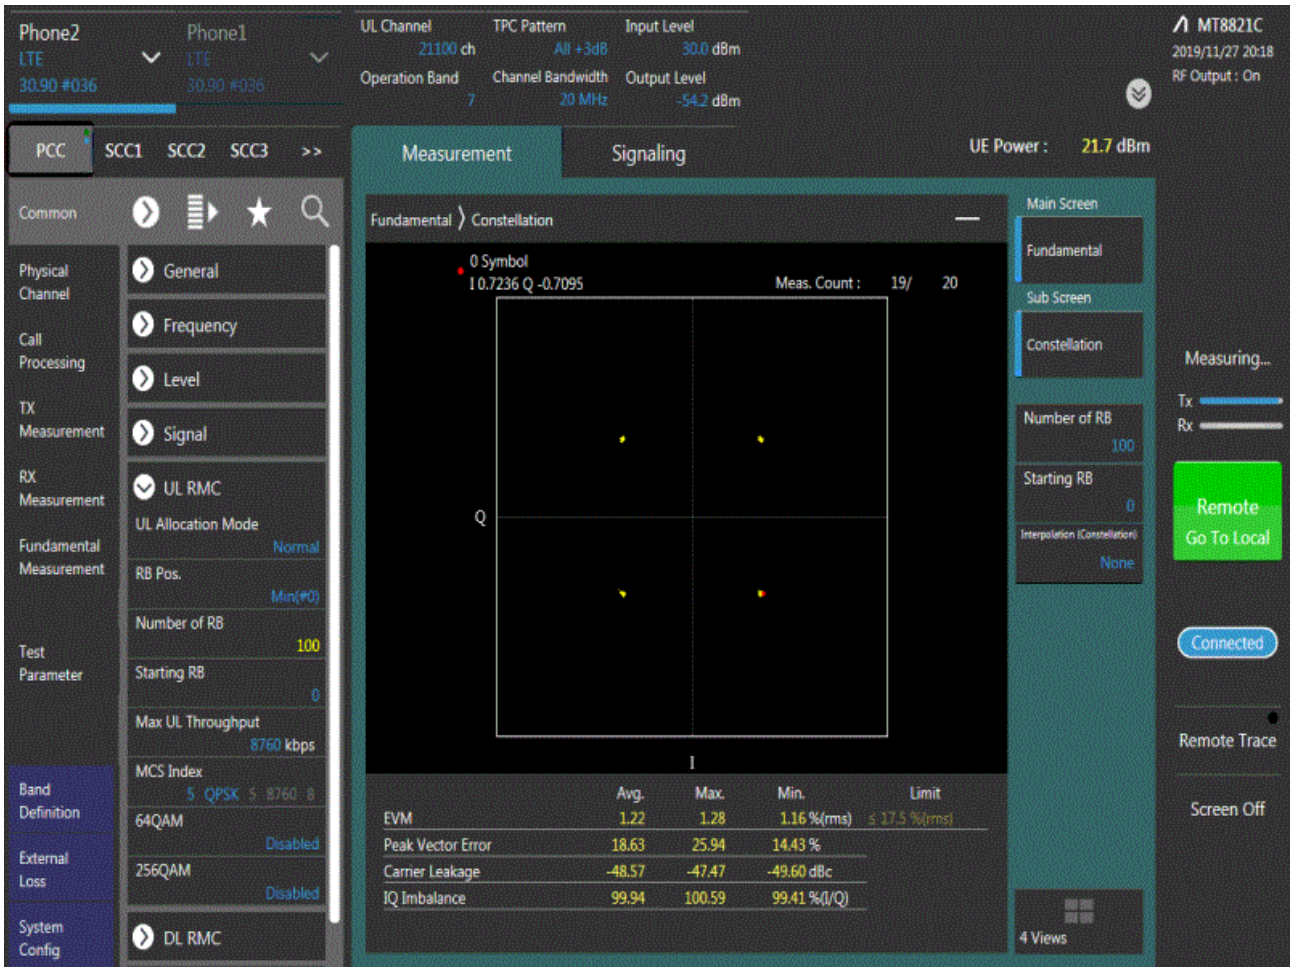 Phone2
LTE
30.90 #036
Phone1
LTE
30.90 #036
UL Channel
21100 ch
TPC Pattern
All +3dB
Input Level
30.0 dBm
Operation Band
7
Channel Bandwidth
20 MHz
Output Level
-54.2 dBm
MT8821C
2019/11/27 20:18
RF Output : On
PCC SCC1 SCC2 SCC3 >>
Measurement
Signaling
UE Power : 21.7 dBm
Common
Physical
Channel
Call
Processing
TX
Measurement
RX
Measurement
Fundamental
Measurement
Test
Parameter
Band
Definition
External
Loss
System
Config
General
Frequency
Level
Signal
UL RMC
UL Allocation Mode
Normal
RB Pos.
Min(#0)
Number of RB
100
Starting RB
0
Max UL Throughput
8760 kbps
MCS Index
5 QPSK 5 8760 8
64QAM
Disabled
256QAM
Disabled
DL RMC
Fundamental 〉 Constellation
0 Symbol
I 0.7236 Q -0.7095
Meas. Count : 19/ 20
Q
I
Avg. Max. Min. Limit
EVM 1.22 1.28 1.16 %(rms) ≤ 17.5 %(rms)
Peak Vector Error 18.63 25.94 14.43 %
Carrier Leakage -48.57 -47.47 -49.60 dBc
IQ Imbalance 99.94 100.59 99.41 %(I/Q)
Main Screen
Fundamental
Sub Screen
Constellation
Number of RB
100
Starting RB
0
Interpolation (Constellation)
None
4 Views
Measuring...
Tx
Rx
Remote
Go To Local
Connected
Remote Trace
Screen Off